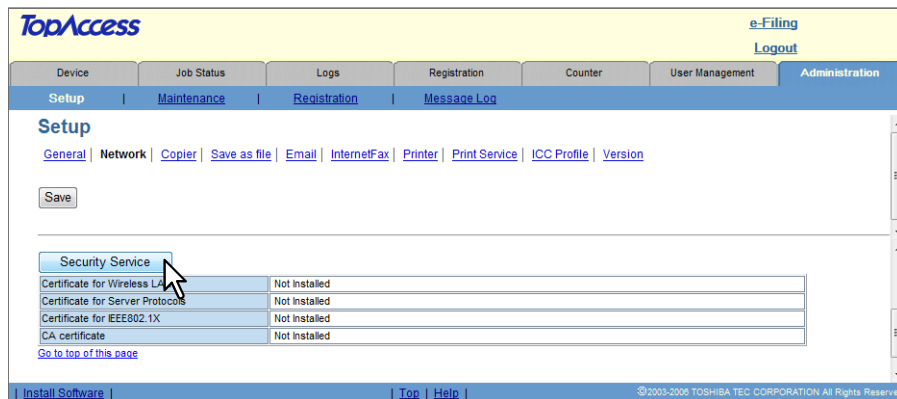 TopAccess
e-Filing
Logout
Device Job Status Logs Registration Counter User Management Administration
Setup | Maintenance | Registration | Message Log
Setup
General | Network | Copier | Save as file | Email | InternetFax | Printer | Print Service | ICC Profile | Version
Save
Security Service
Certificate for Wireless LA Not Installed
Certificate for Server Protocols Not Installed
Certificate for IEEE802.1X Not Installed
CA certificate Not Installed
Go to top of this page
| Install Software | | Top | Help | ©2003-2006 TOSHIBA TEC CORPORATION All Rights Reserve